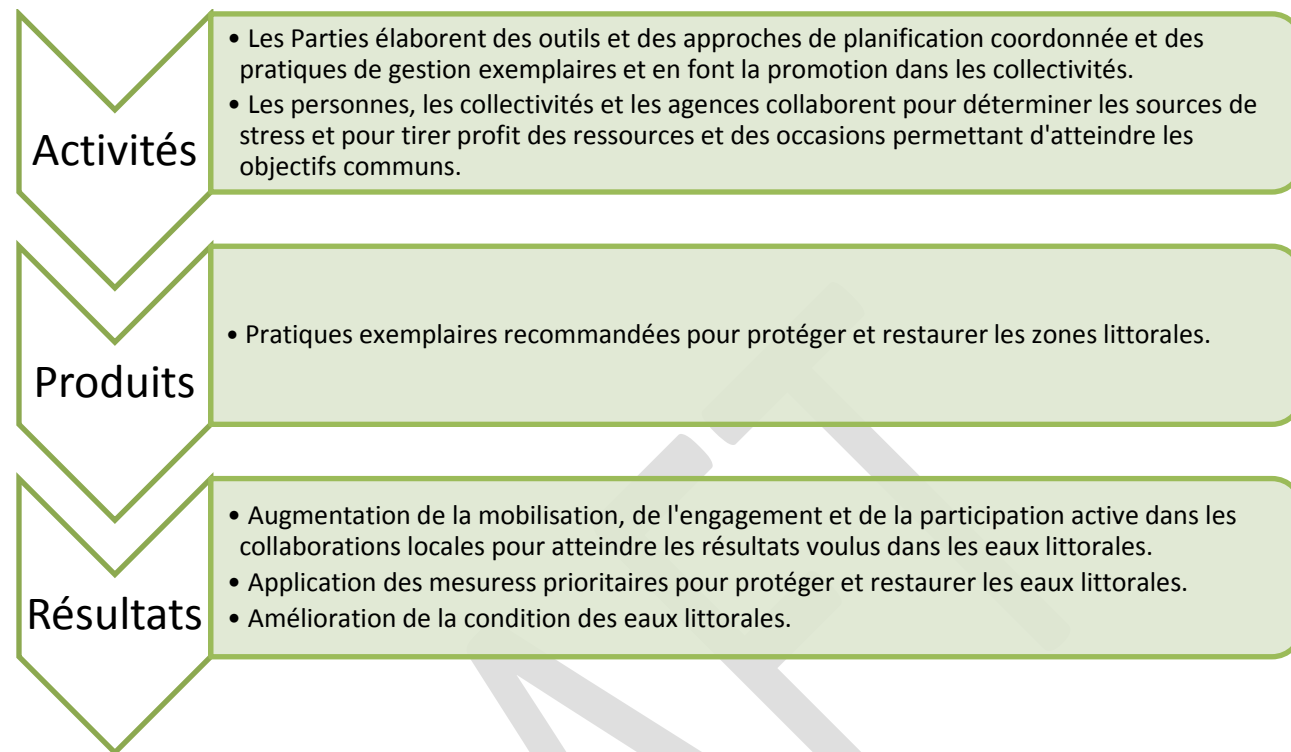 Activités
• Les Parties élaborent des outils et des approches de planification coordonnée et des
pratiques de gestion exemplaires et en font la promotion dans les collectivités.
• Les personnes, les collectivités et les agences collaborent pour déterminer les sources de
stress et pour tirer profit des ressources et des occasions permettant d'atteindre les
objectifs communs.
Produits
• Pratiques exemplaires recommandées pour protéger et restaurer les zones littorales.
Résultats
• Augmentation de la mobilisation, de l'engagement et de la participation active dans les
collaborations locales pour atteindre les résultats voulus dans les eaux littorales.
• Application des mesuress prioritaires pour protéger et restaurer les eaux littorales.
• Amélioration de la condition des eaux littorales.